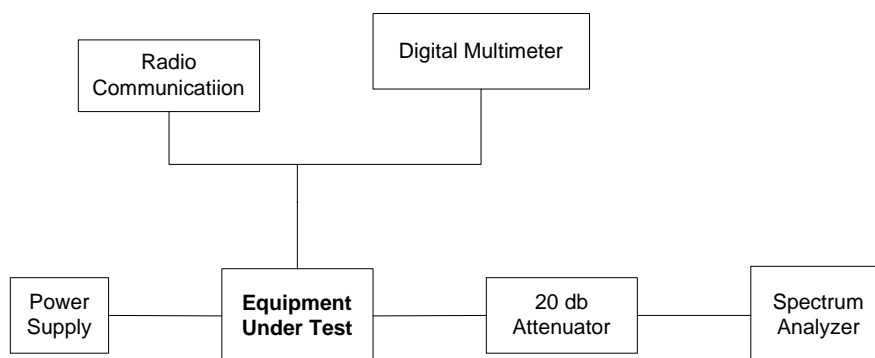 Radio
Communicatiion
Digital Multimeter
Power
Supply
Equipment
Under Test
20 db
Attenuator
Spectrum
Analyzer